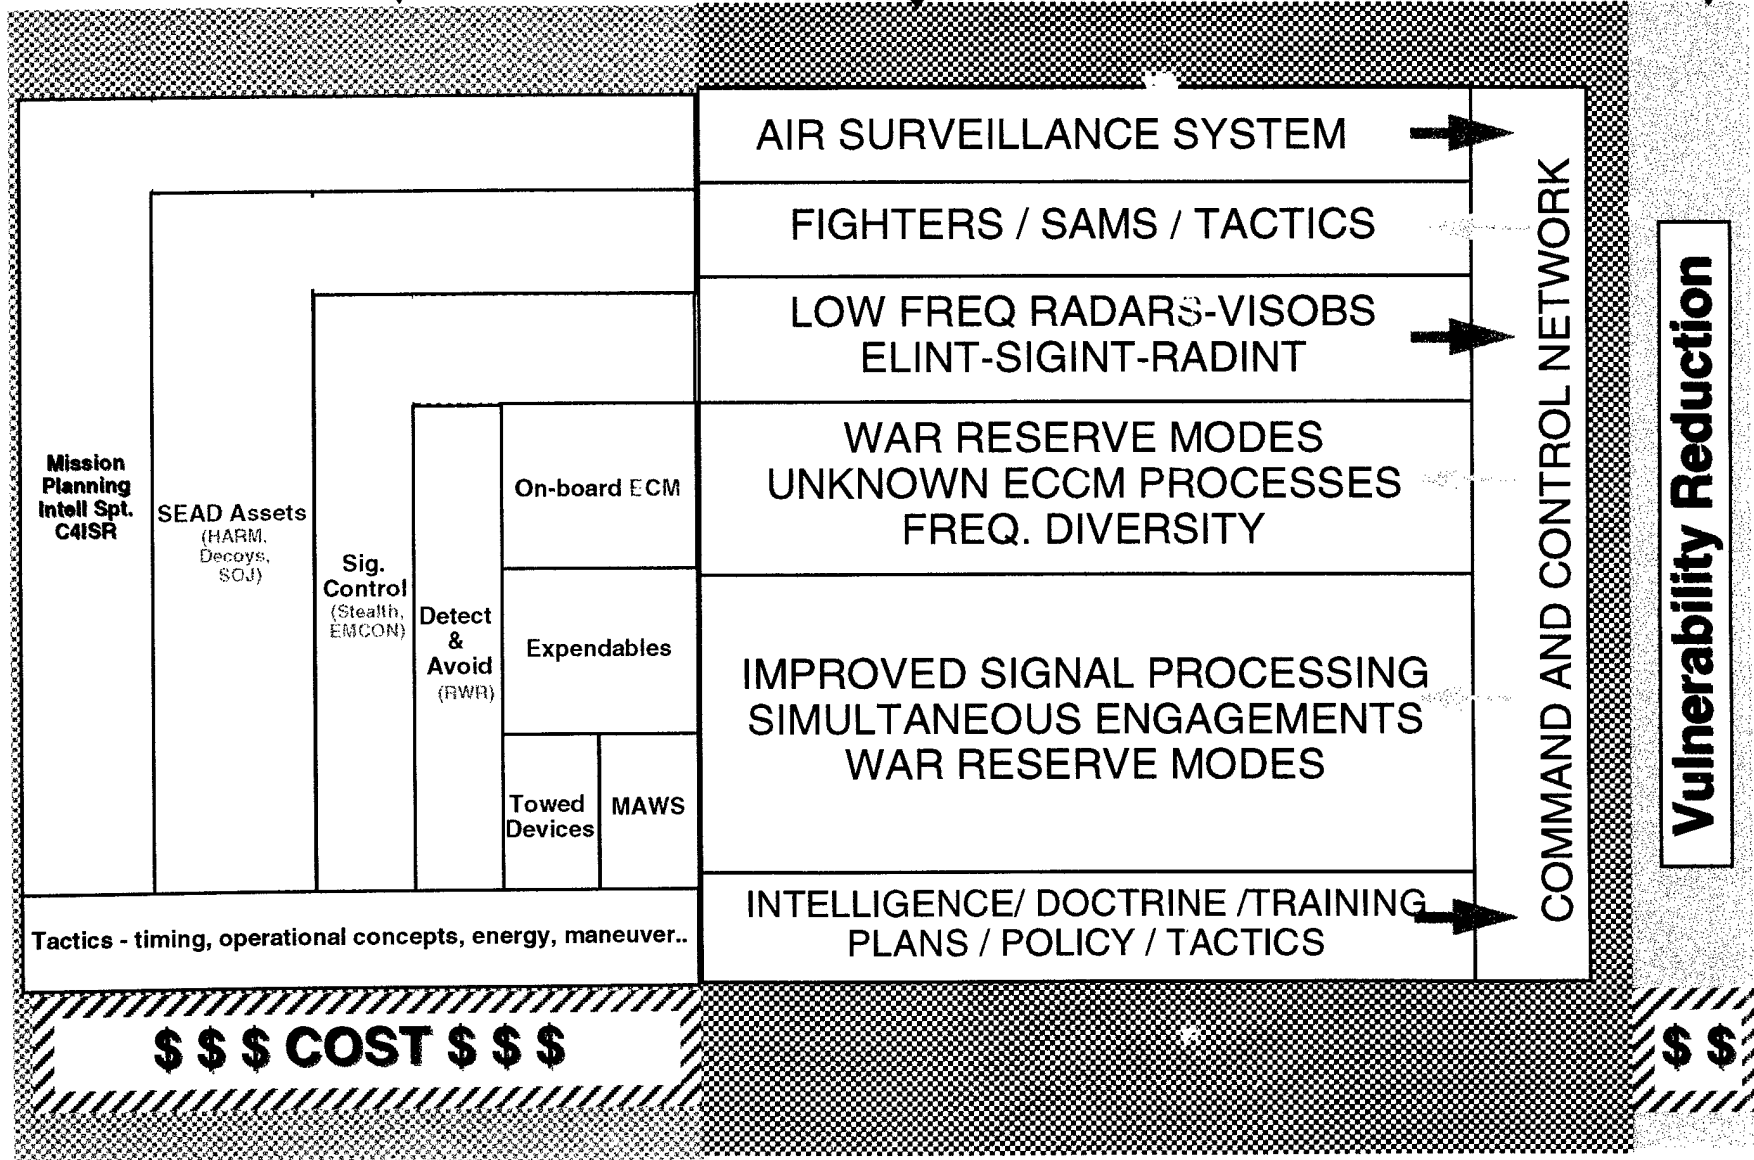 Mission
Planning
Intell Spt.
C4ISR
SEAD Assets
(HARM,
Decoys,
SOJ)
Sig.
Control
(Stealth,
EMCON)
Detect
&
Avoid
(RWR)
On-board ECM
Expendables
Towed
Devices
MAWS
Tactics - timing, operational concepts, energy, maneuver..
$ $ $ COST $ $ $
AIR SURVEILLANCE SYSTEM
FIGHTERS / SAMS / TACTICS
LOW FREQ RADARS-VISOBS
ELINT-SIGINT-RADINT
WAR RESERVE MODES
UNKNOWN ECCM PROCESSES
FREQ. DIVERSITY
IMPROVED SIGNAL PROCESSING
SIMULTANEOUS ENGAGEMENTS
WAR RESERVE MODES
INTELLIGENCE/ DOCTRINE /TRAINING
PLANS / POLICY / TACTICS
COMMAND AND CONTROL NETWORK
Vulnerability Reduction
$ $